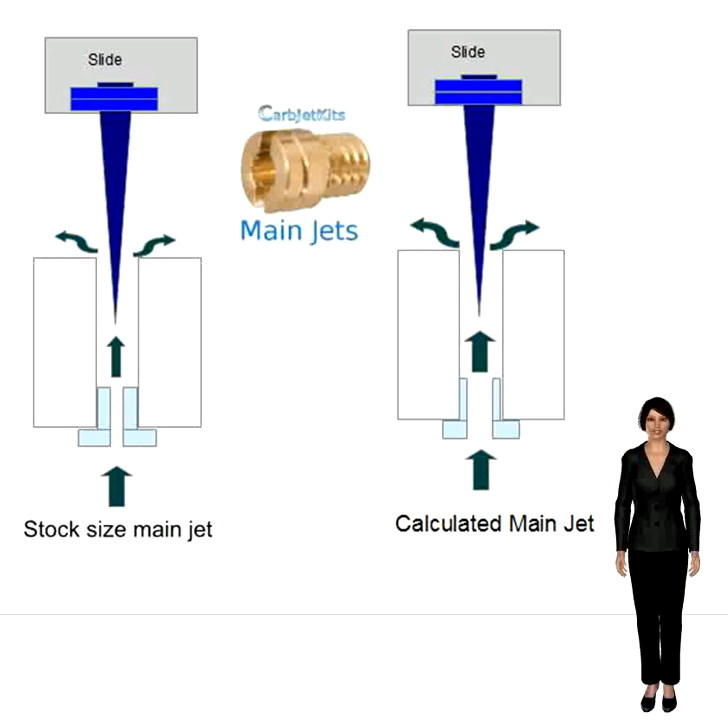 Slide
Slide
CarbJetKits
Main Jets
Stock size main jet
Calculated Main Jet